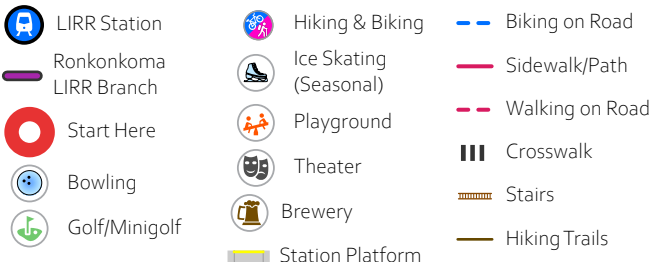 LIRR Station
Ronkonkoma
LIRR Branch
Start Here
Bowling
Golf/Minigolf
Hiking & Biking
Ice Skating
(Seasonal)
Playground
Theater
Brewery
Station Platform
Biking on Road
Sidewalk/Path
Walking on Road
Crosswalk
Stairs
Hiking Trails